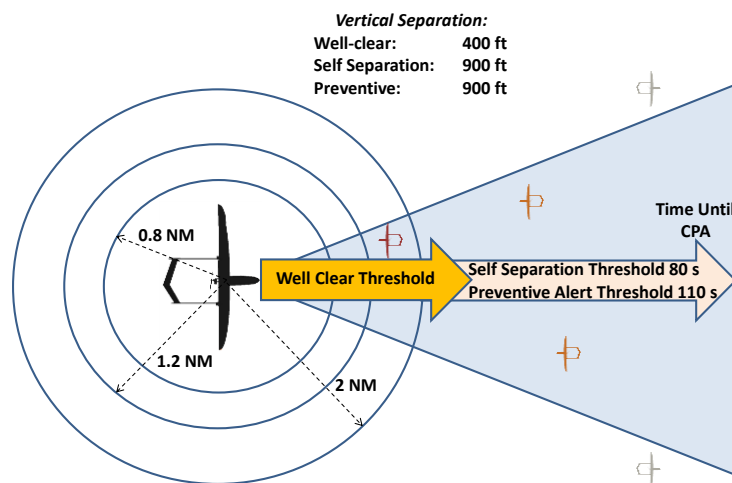 Vertical Separation:
Well-clear: 400 ft
Self Separation: 900 ft
Preventive: 900 ft
0.8 NM
Time Until
CPA
Well Clear Threshold
Self Separation Threshold 80 s
Preventive Alert Threshold 110 s
1.2 NM
2 NM